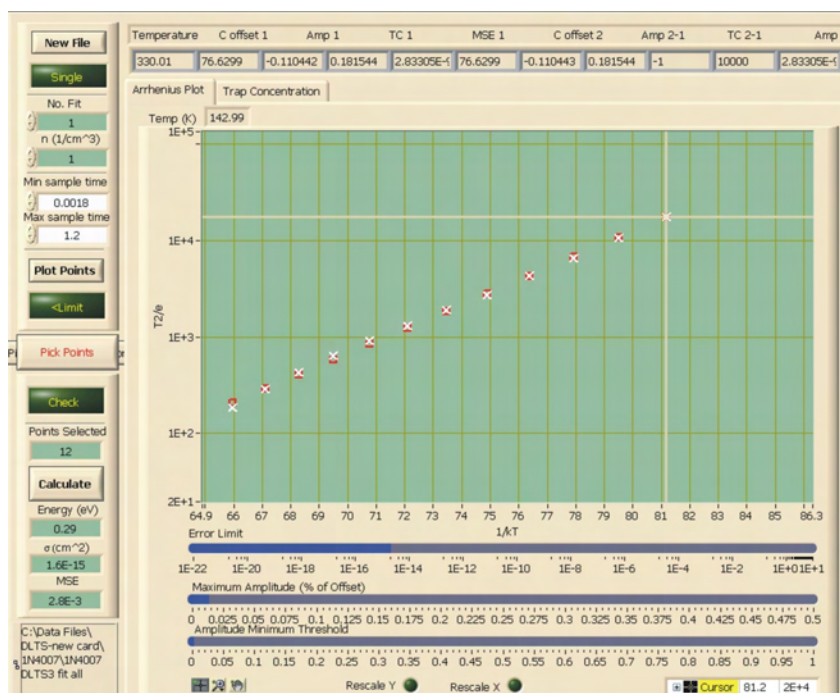 Temperature C offset 1 Amp 1 TC 1 MSE 1 C offset 2 Amp 2-1 TC 2-1 Amp
330.01 76.6299 -0.110442 0.181544 2.83305E-9 76.6299 -0.110443 0.181544 -1 10000 2.83305E-9
New File
Single
No. Fit
1
n (1/cm^3)
1
Min sample time
0.0018
Max sample time
1.2
Plot Points
<Limit
Pick Points
Check
Points Selected
12
Calculate
Energy (eV)
0.29
σ(cm^2)
1.6E-15
MSE
2.8E-3
C:\Data Files\
DLTS-new card\
1N4007\1N4007
DLTS3 fit all
Arrhenius Plot Trap Concentration
Temp (K) 142.99
1E+5
1E+4
T2/e
1E+3
1E+2
2E+1
64.9 66 67 68 69 70 71 72 73 74 75 76 77 78 79 80 81 82 83 84 85 86.3
1/kT
Error Limit
1E-22 1E-20 1E-18 1E-16 1E-14 1E-12 1E-10 1E-8 1E-6 1E-4 1E-2 1E+01E+1
Maximum Amplitude (% of Offset)
0 0.025 0.05 0.075 0.1 0.125 0.15 0.175 0.2 0.225 0.25 0.275 0.3 0.325 0.35 0.375 0.4 0.425 0.45 0.5
Amplitude Minimum Threshold
0 0.05 0.1 0.15 0.2 0.25 0.3 0.35 0.4 0.45 0.5 0.55 0.6 0.65 0.7 0.75 0.8 0.85 0.9 1
Rescale Y Rescale X Cursor 81.2 2E+4